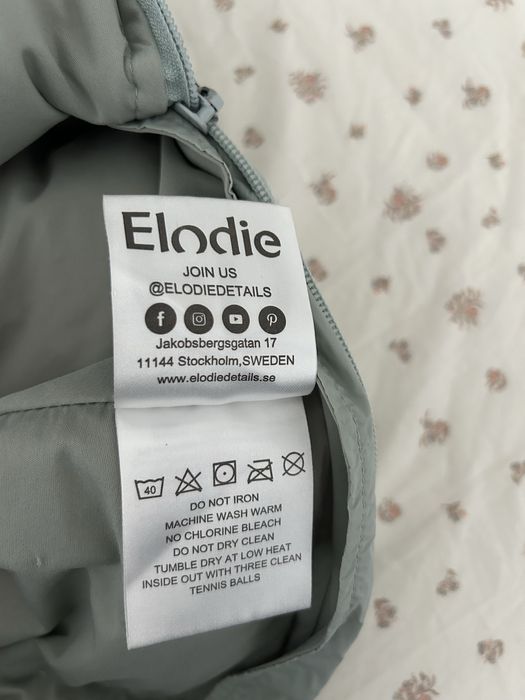 Elodie
JOIN US
@ELODIEDETAILS
Jakobsbergsgatan 17
11144 Stockholm,SWEDEN
www.elodiedetails.se
40
DO NOT IRON
MACHINE WASH WARM
NO CHLORINE BLEACH
DO NOT DRY CLEAN
TUMBLE DRY AT LOW HEAT
INSIDE OUT WITH THREE CLEAN
TENNIS BALLS